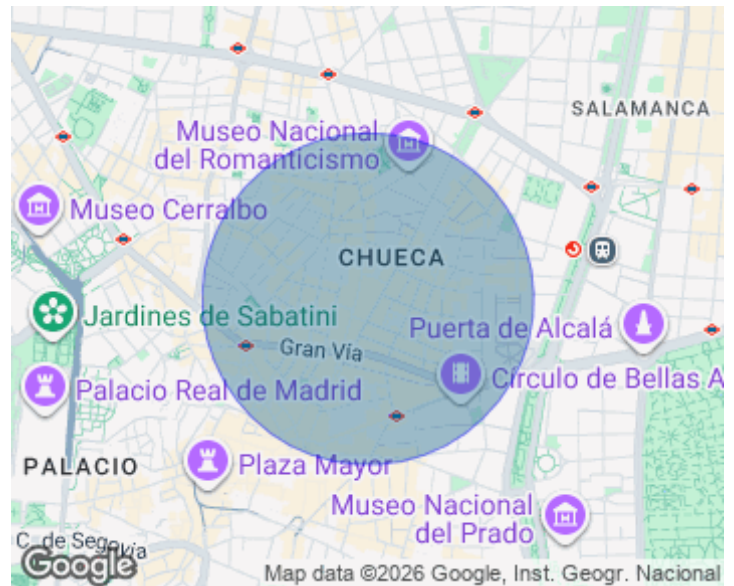 SALAMANCA
Museo Nacional
del Romanticismo
Museo Cerralbo
CHUECA
Jardines de Sabatini
Puerta de Alcalá
Gran Vía
Círculo de Bellas A
Palacio Real de Madrid
PALACIO
Plaza Mayor
Museo Nacional
del Prado
Google
Map data ©2026 Google, Inst. Geogr. Nacional